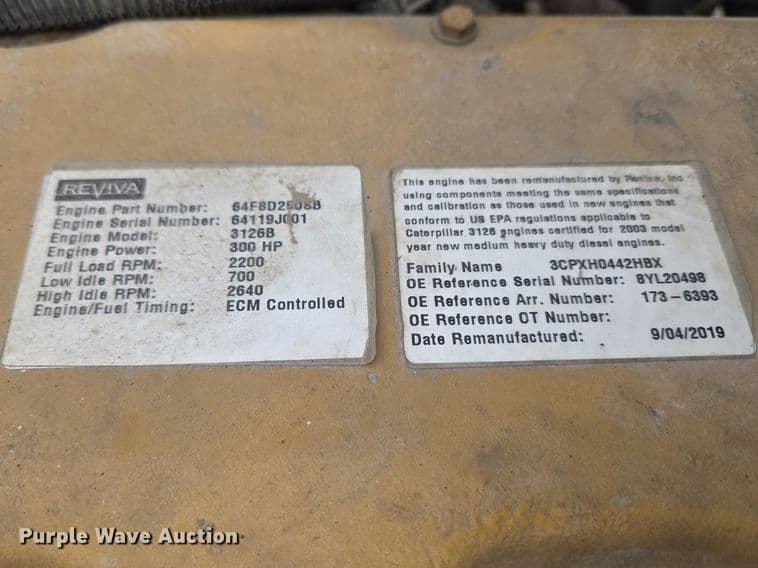 REVIVA
Engine Part Number: 64F8D250SB
Engine Serial Number: 64119J001
Engine Model: 3126B
Engine Power: 300 HP
Full Load RPM: 2200
Low Idle RPM: 700
High Idle RPM: 2640
Engine/Fuel Timing: ECM Controlled
This engine has been remanufactured by Reviva, Inc
using components meeting the same specifications
and calibration as those used in new engines that
conform to US EPA regulations applicable to
Caterpillar 3126 engines certified for 2003 model
year new medium heavy duty diesel engines.
Family Name 3CPXH0442HBX
OE Reference Serial Number: 8YL20498
OE Reference Arr. Number: 173-6393
OE Reference OT Number:
Date Remanufactured: 9/04/2019
Purple Wave Auction